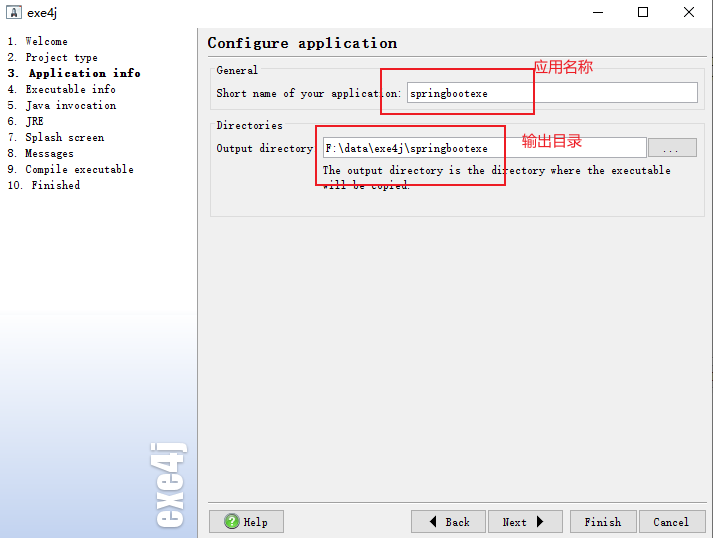 exe4j
1. Welcome
2. Project type
3. Application info
4. Executable info
5. Java invocation
6. JRE
7. Splash screen
8. Messages
9. Compile executable
10. Finished
exe4j
Configure application
应用名称
General
Short name of your application: springbootexe
Directories
输出目录
Output directory F:\data\exe4j\springbootexe ...
The output directory is the directory where the executable
will be copied.
Help Back Next Finish Cancel